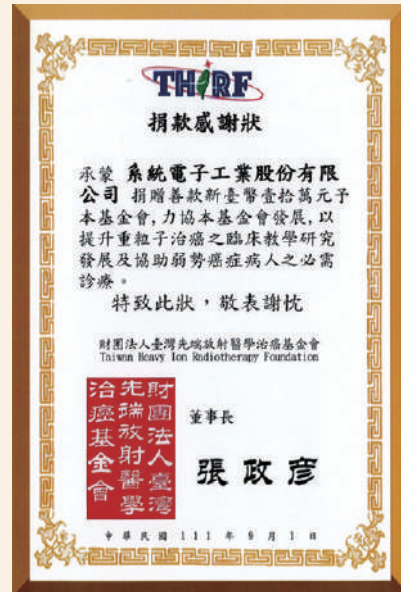 THIRF
捐款感謝狀
承蒙 系統電子工業股份有限
公司 捐贈善款新臺幣壹拾萬元予
本基金會，力協本基金會發展，以
提升重粒子治癌之臨床教學研究
發展及協助弱勢癌症病人之必需
診療。
特致此狀，敬表謝忱
財團法人臺灣先端放射醫學治癌基金會
Taiwan Heavy Ion Radiotherapy Foundation
財團法人臺灣
先端放射醫學
治癌基金會
董事長
張政彥
中華民國 111 年 9 月 1 日